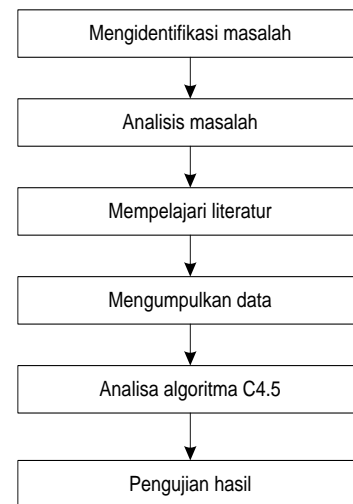 Mengidentifikasi masalah
Analisis masalah
Mempelajari literatur
Mengumpulkan data
Analisa algoritma C4.5
Pengujian hasil